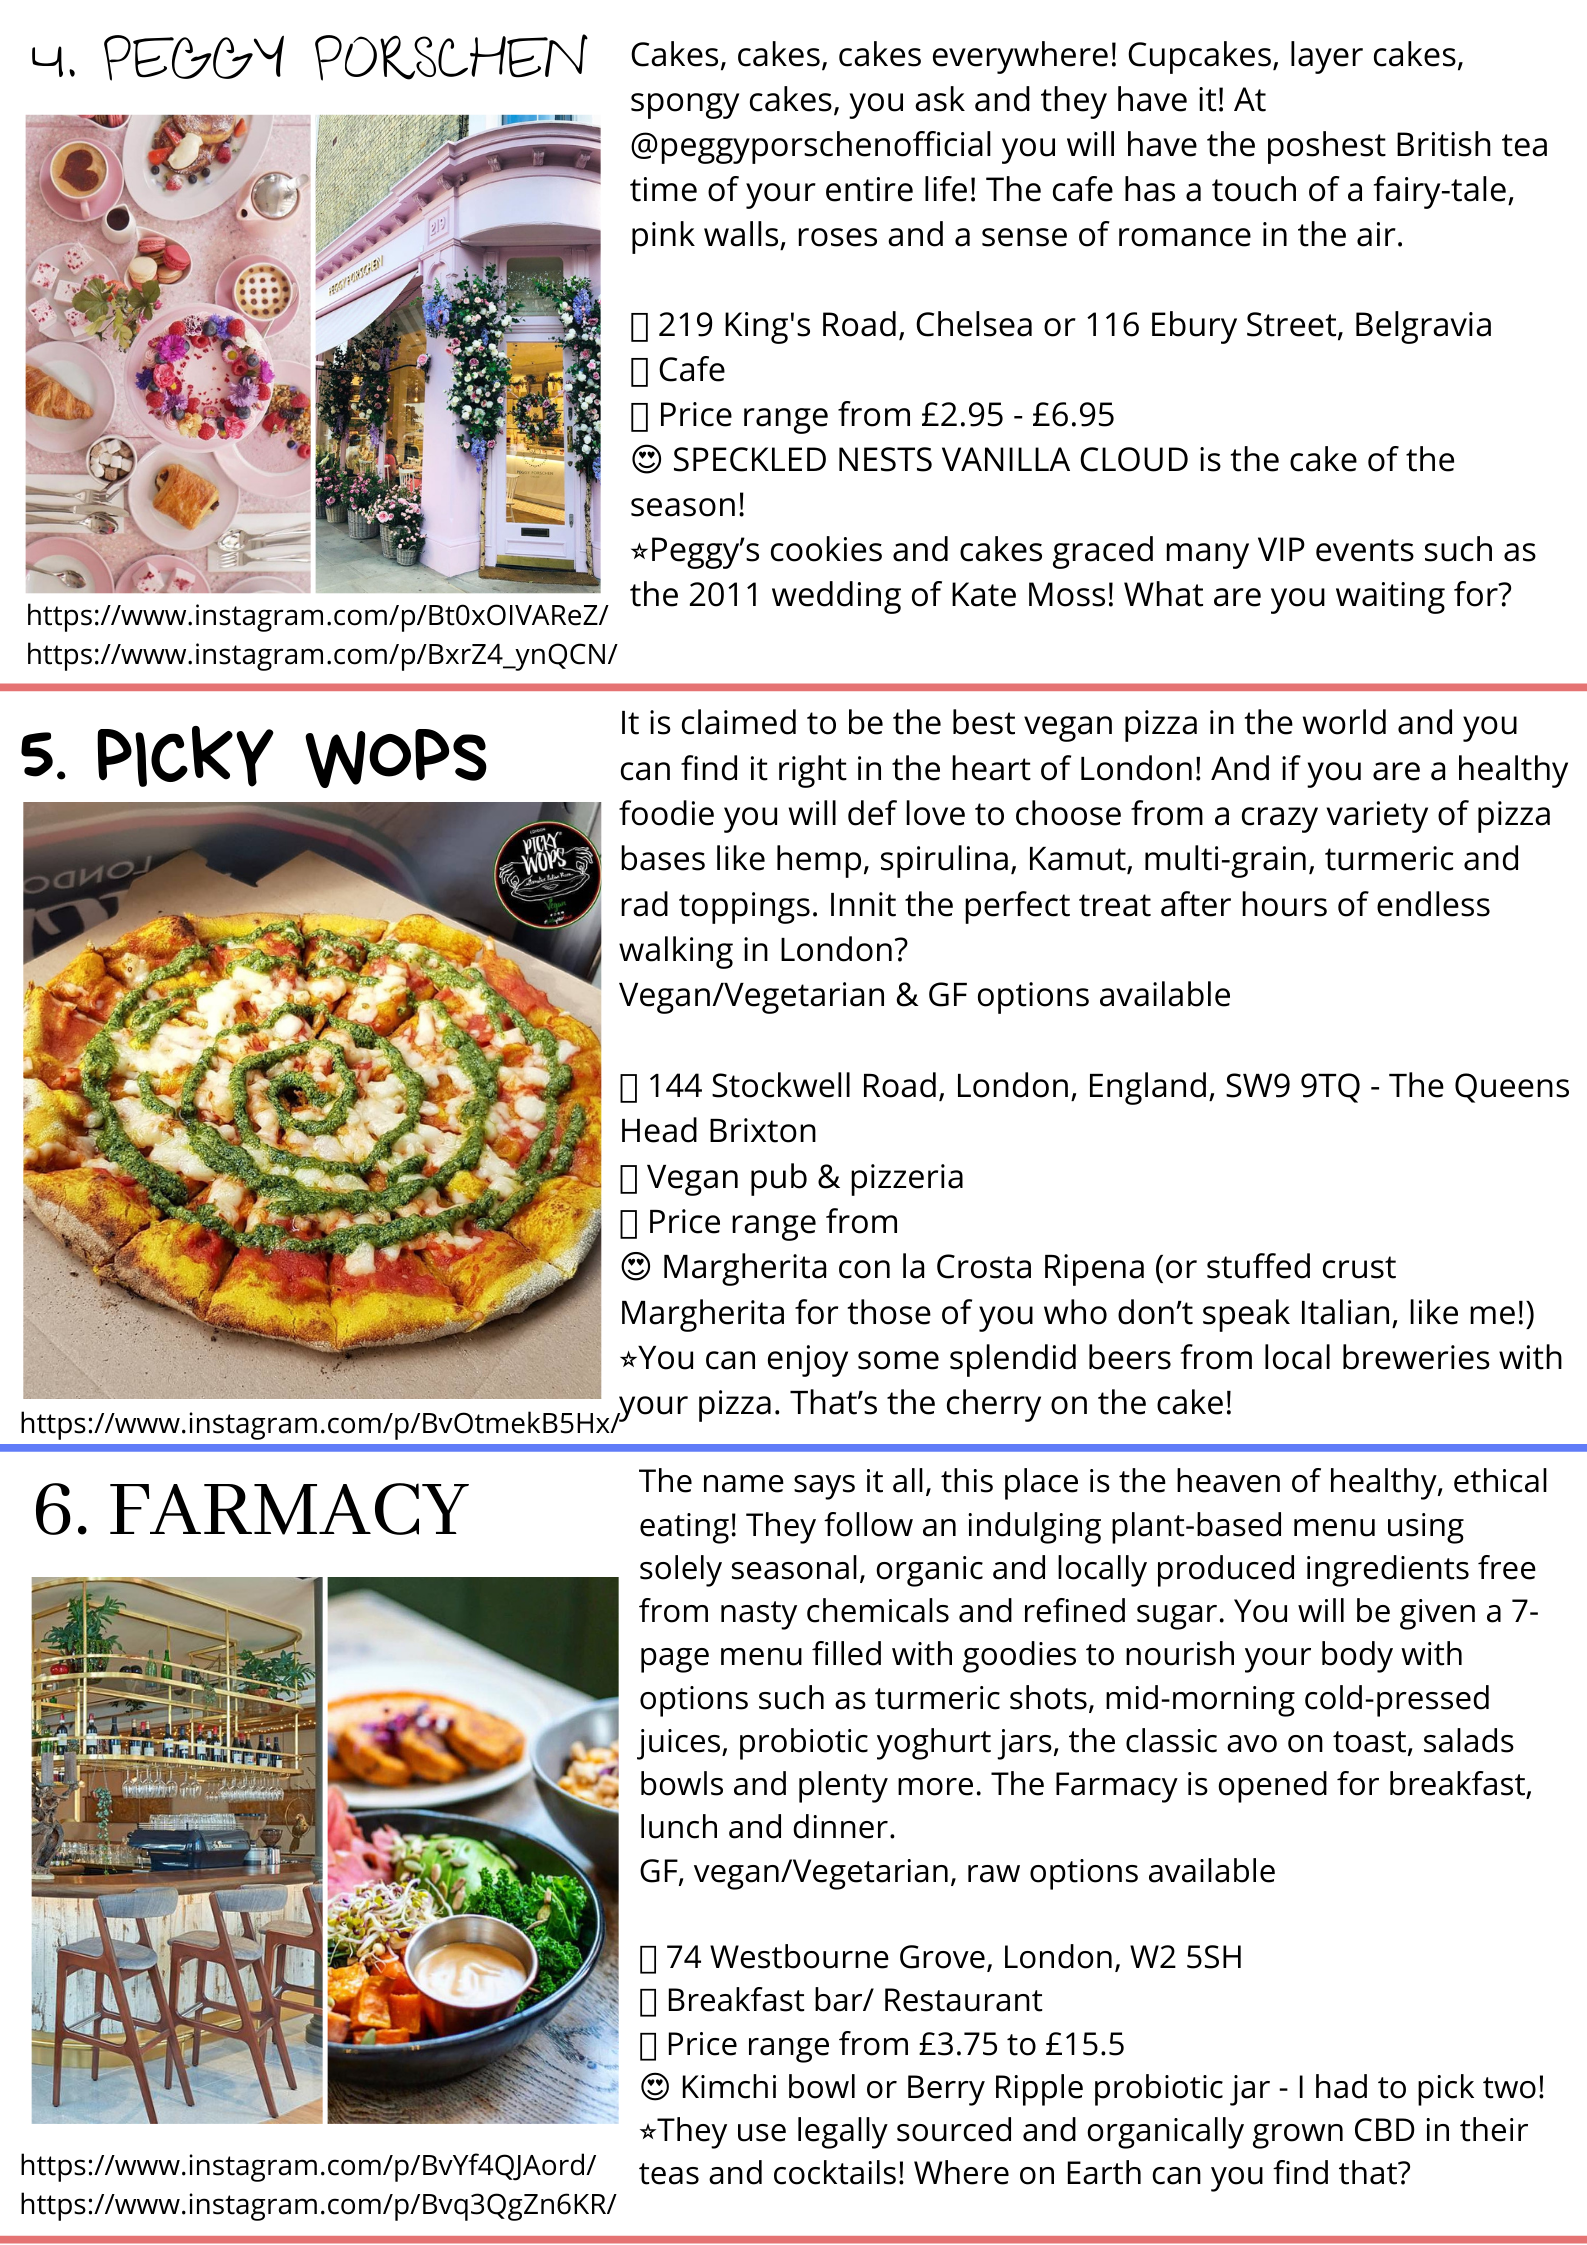 4. PEGGY PORSCHEN
Cakes, cakes, cakes everywhere! Cupcakes, layer cakes,
spongy cakes, you ask and they have it! At
@peggyporschenofficial you will have the poshest British tea
time of your entire life! The cafe has a touch of a fairy-tale,
pink walls, roses and a sense of romance in the air.
219 King's Road, Chelsea or 116 Ebury Street, Belgravia
Cafe
Price range from £2.95 - £6.95
😍 SPECKLED NESTS VANILLA CLOUD is the cake of the
season!
⭐Peggy’s cookies and cakes graced many VIP events such as
the 2011 wedding of Kate Moss! What are you waiting for?
219
PEGGY PORSCHEN
https://www.instagram.com/p/Bt0xOIVAReZ/
https://www.instagram.com/p/BxrZ4_ynQCN/
5. PICKY WOPS
LONDON
PICKY WOPS
Vegan
LONDON
It is claimed to be the best vegan pizza in the world and you
can find it right in the heart of London! And if you are a healthy
foodie you will def love to choose from a crazy variety of pizza
bases like hemp, spirulina, Kamut, multi-grain, turmeric and
rad toppings. Innit the perfect treat after hours of endless
walking in London?
Vegan/Vegetarian & GF options available
144 Stockwell Road, London, England, SW9 9TQ - The Queens
Head Brixton
Vegan pub & pizzeria
Price range from
😍 Margherita con la Crosta Ripena (or stuffed crust
Margherita for those of you who don’t speak Italian, like me!)
⭐You can enjoy some splendid beers from local breweries with
your pizza. That’s the cherry on the cake!
https://www.instagram.com/p/BvOtmekB5Hx/
6. FARMACY
The name says it all, this place is the heaven of healthy, ethical
eating! They follow an indulging plant-based menu using
solely seasonal, organic and locally produced ingredients free
from nasty chemicals and refined sugar. You will be given a 7-
page menu filled with goodies to nourish your body with
options such as turmeric shots, mid-morning cold-pressed
juices, probiotic yoghurt jars, the classic avo on toast, salads
bowls and plenty more. The Farmacy is opened for breakfast,
lunch and dinner.
GF, vegan/Vegetarian, raw options available
74 Westbourne Grove, London, W2 5SH
Breakfast bar/ Restaurant
Price range from £3.75 to £15.5
😍 Kimchi bowl or Berry Ripple probiotic jar - I had to pick two!
⭐They use legally sourced and organically grown CBD in their
teas and cocktails! Where on Earth can you find that?
https://www.instagram.com/p/BvYf4QJAord/
https://www.instagram.com/p/Bvq3QgZn6KR/